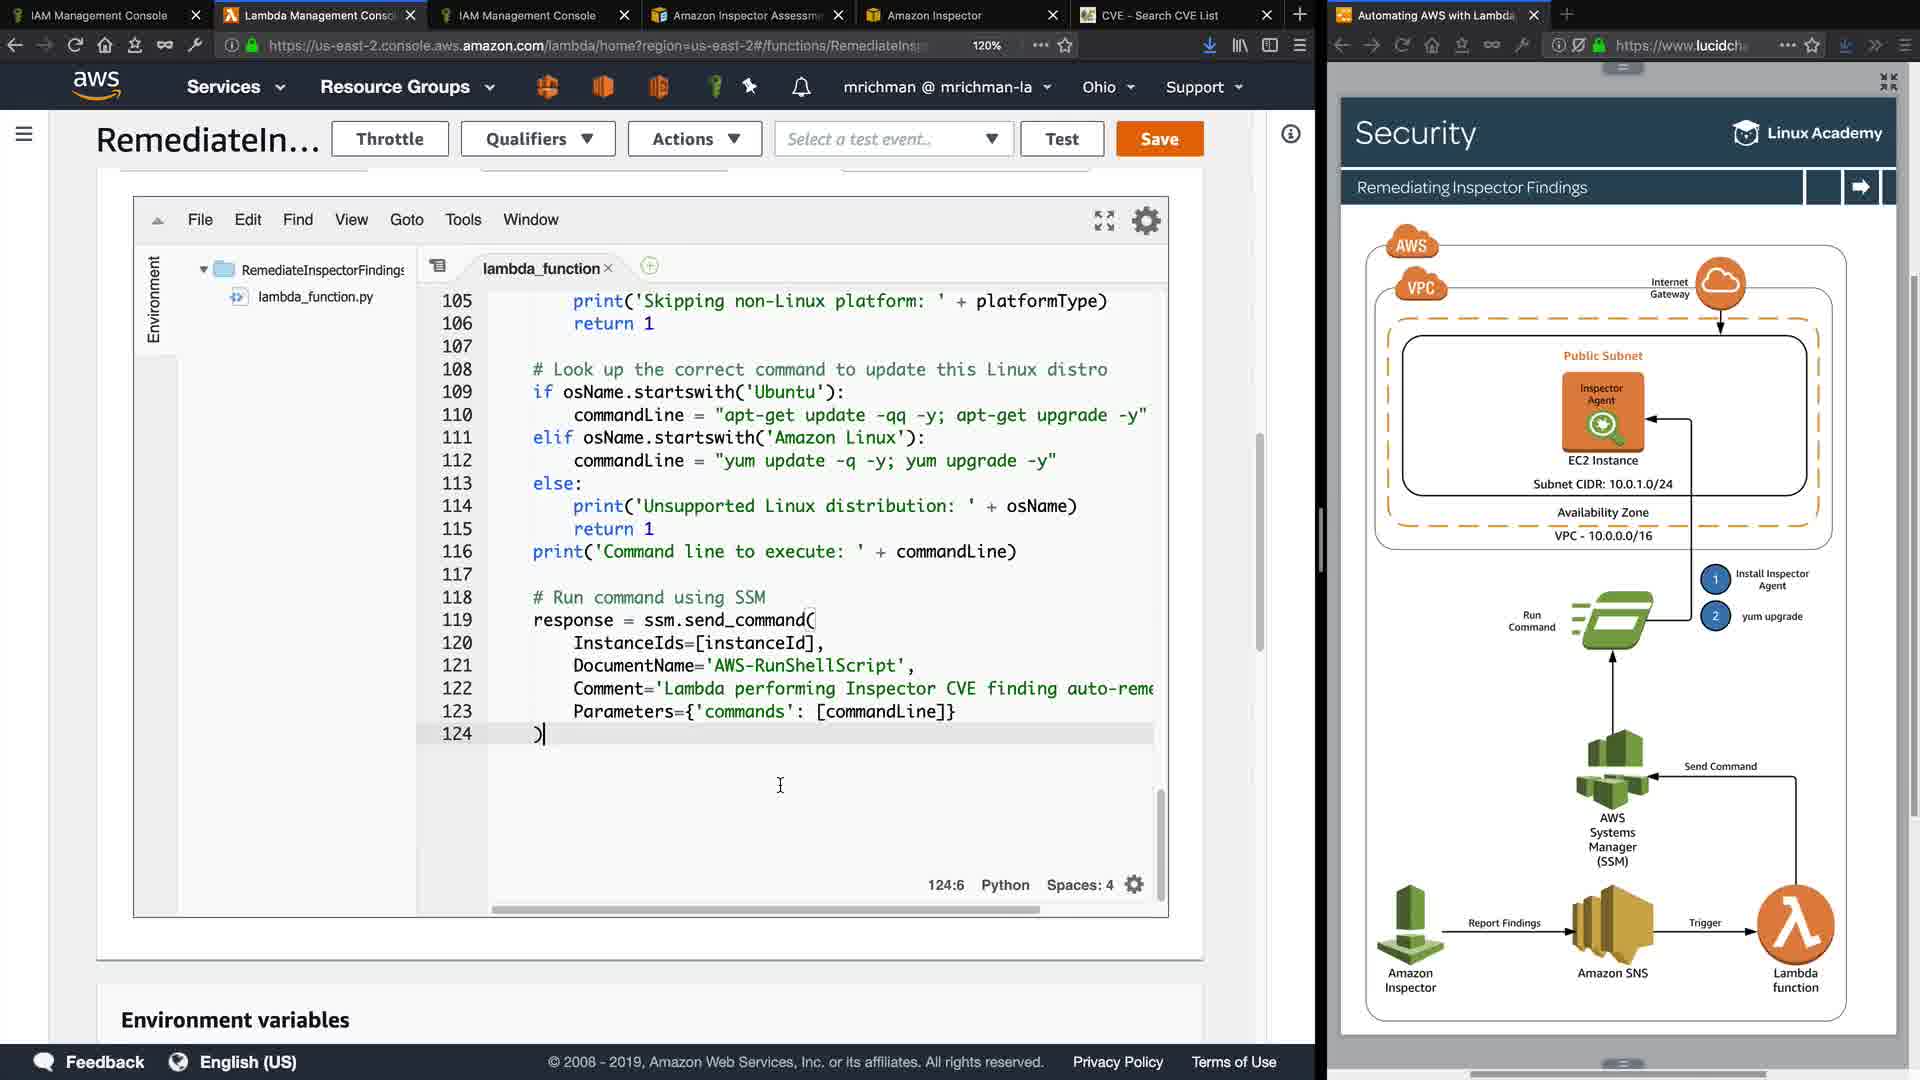 IAM Management Console
Lambda Management Conso
IAM Management Console
Amazon Inspector Assessm
Amazon Inspector
CVE - Search CVE List
https://us-east-2.console.aws.amazon.com/lambda/home?region=us-east-2#/functions/RemediateInsp
120%
aws
Services
Resource Groups
mrichman @ mrichman-la
Ohio
Support
RemediateIn...
Throttle
Qualifiers
Actions
Select a test event..
Test
Save
File Edit Find View Goto Tools Window
Environment
RemediateInspectorFindings
lambda_function.py
lambda_function
105 print('Skipping non-Linux platform: ' + platformType)
106 return 1
107
108 # Look up the correct command to update this Linux distro
109 if osName.startswith('Ubuntu'):
110 commandLine = "apt-get update -qq -y; apt-get upgrade -y"
111 elif osName.startswith('Amazon Linux'):
112 commandLine = "yum update -q -y; yum upgrade -y"
113 else:
114 print('Unsupported Linux distribution: ' + osName)
115 return 1
116 print('Command line to execute: ' + commandLine)
117
118 # Run command using SSM
119 response = ssm.send_command(
120 InstanceIds=[instanceId],
121 DocumentName='AWS-RunShellScript',
122 Comment='Lambda performing Inspector CVE finding auto-reme
123 Parameters={'commands': [commandLine]}
124 )
124:6 Python Spaces: 4
Environment variables
Feedback
English (US)
© 2008 - 2019, Amazon Web Services, Inc. or its affiliates. All rights reserved.
Privacy Policy
Terms of Use
Automating AWS with Lambda
https://www.lucidch
Security
Linux Academy
Remediating Inspector Findings
AWS
VPC
Internet
Gateway
Public Subnet
Inspector
Agent
EC2 Instance
Subnet CIDR: 10.0.1.0/24
Availability Zone
VPC - 10.0.0.0/16
1 Install Inspector
Agent
2 yum upgrade
Run
Command
Send Command
AWS
Systems
Manager
(SSM)
Report Findings
Trigger
Amazon
Inspector
Amazon SNS
Lambda
function